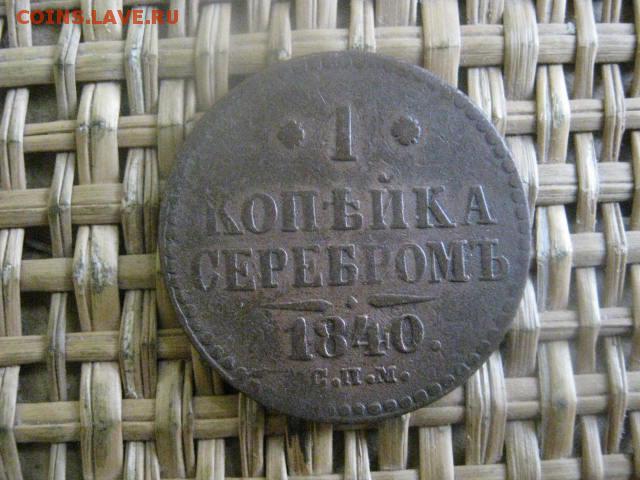 COINS.LAVE.RU
1
КОПѢЙКА
СЕРЕБРОМЪ
1840.
С.П.М.